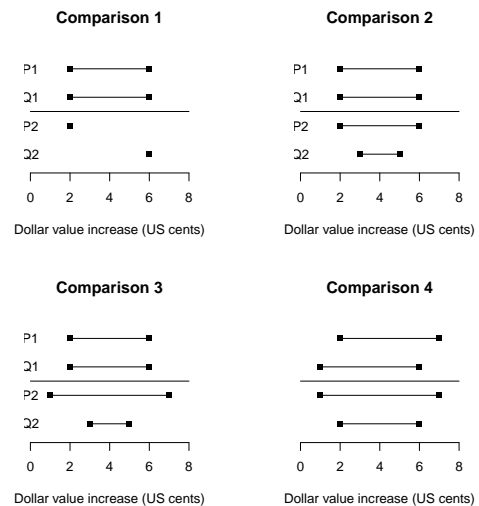 Comparison 1
P1
Q1
P2
Q2
0 2 4 6 8
Dollar value increase (US cents)
Comparison 2
P1
Q1
P2
Q2
0 2 4 6 8
Dollar value increase (US cents)
Comparison 3
P1
Q1
P2
Q2
0 2 4 6 8
Dollar value increase (US cents)
Comparison 4
0 2 4 6 8
Dollar value increase (US cents)